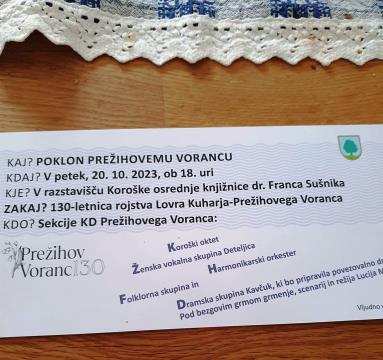 KAJ? POKLON PREŽIHOVEMU VORANCU
KDAJ? V petek, 20. 10. 2023, ob 18. uri
KJE? V razstavišču Koroške osrednje knjižnice dr. Franca Sušnika
ZAKAJ? 130-letnica rojstva Lovra Kuharja-Prežihovega Voranca
KDO? Sekcije KD Prežihovega Voranca:
Prežihov
Voranc130
Koroški oktet
Ženska vokalna skupina Deteljica
Harmonikarski orkester
Folklorna skupina in
Dramska skupina Kavčuk, ki bo pripravila povezovalno
Pod bezgovim grmom grmenje, scenarij in režija Lucija
Vljudno